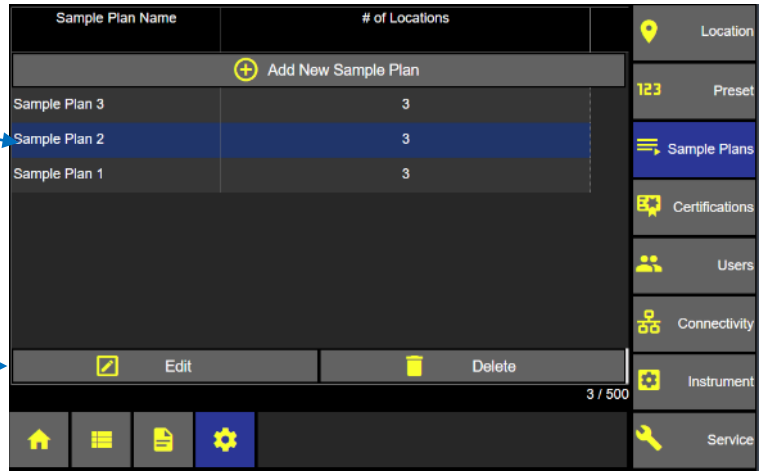 Sample Plan Name # of Locations
Add New Sample Plan
Sample Plan 3 3
Sample Plan 2 3
Sample Plan 1 3
Edit Delete
3 / 500
Location
123 Preset
Sample Plans
Certifications
Users
Connectivity
Instrument
Service